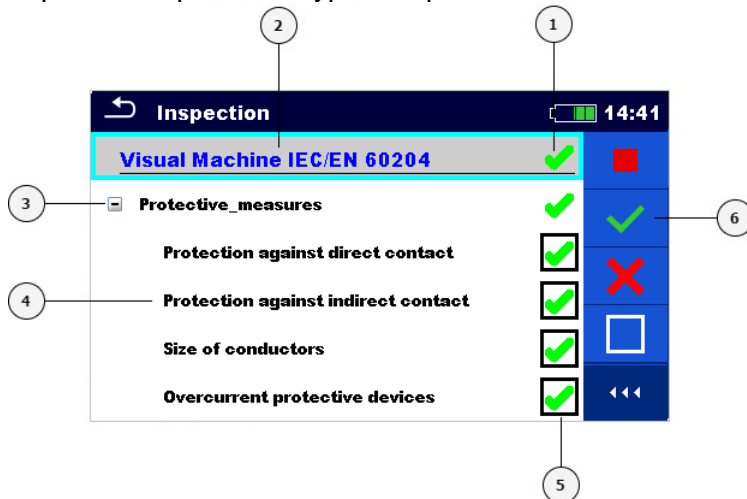 2
1
Inspection 14:41
Visual Machine IEC/EN 60204
3
Protective_measures
6
Protection against direct contact
4
Protection against indirect contact
Size of conductors
Overcurrent protective devices
5